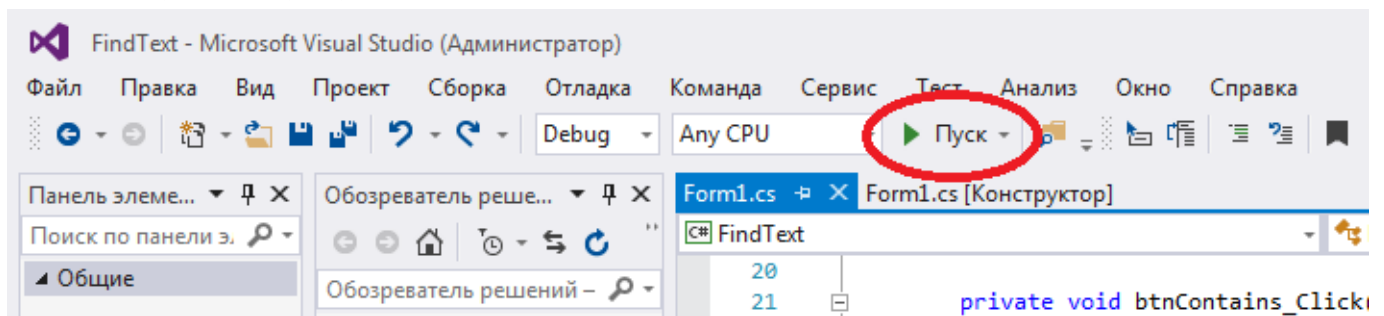 FindText - Microsoft Visual Studio (Администратор)
Файл Правка Вид Проект Сборка Отладка Команда Сервис Тест Анализ Окно Справка
Debug Any CPU Пуск
Панель элеме... Обозреватель реше... Form1.cs Form1.cs [Конструктор]
Поиск по панели э. C# FindText
Общие Обозреватель решений – 20
21 private void btnContains_Click(